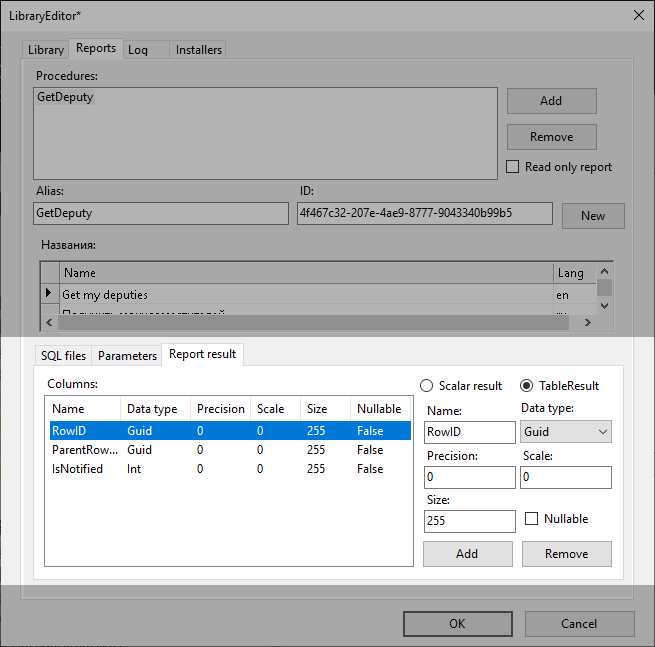 LibraryEditor*
Library Reports Log Installers
Procedures:
GetDeputy
Add
Remove
Read only report
Alias: ID:
GetDeputy 4f467c32-207e-4ae9-8777-9043340b99b5 New
Названия:
Name Lang
Get my deputies en
SQL files Parameters Report result
Columns:
Scalar result TableResult
Name Data type Precision Scale Size Nullable
RowID Guid 0 0 255 False
ParentRow... Guid 0 0 255 False
IsNotified Int 0 0 255 False
Name: Data type:
RowID Guid
Precision: Scale:
0 0
Size:
255 Nullable
Add Remove
OK Cancel